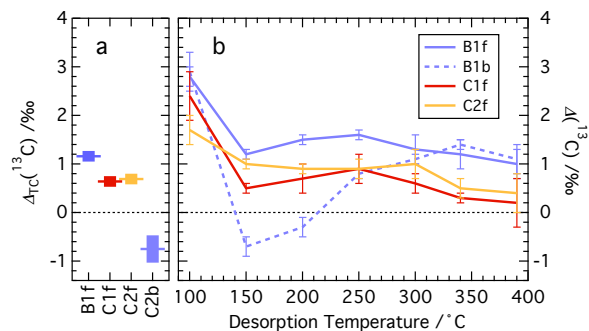 a
b
4
3
2
1
0
-1
Δ_TC(¹³C) /‰
B1f
C1f
C2f
C2b
B1f
B1b
C1f
C2f
4
3
2
1
0
-1
Δ(¹³C) /‰
100 150 200 250 300 350 400
Desorption Temperature /˚C